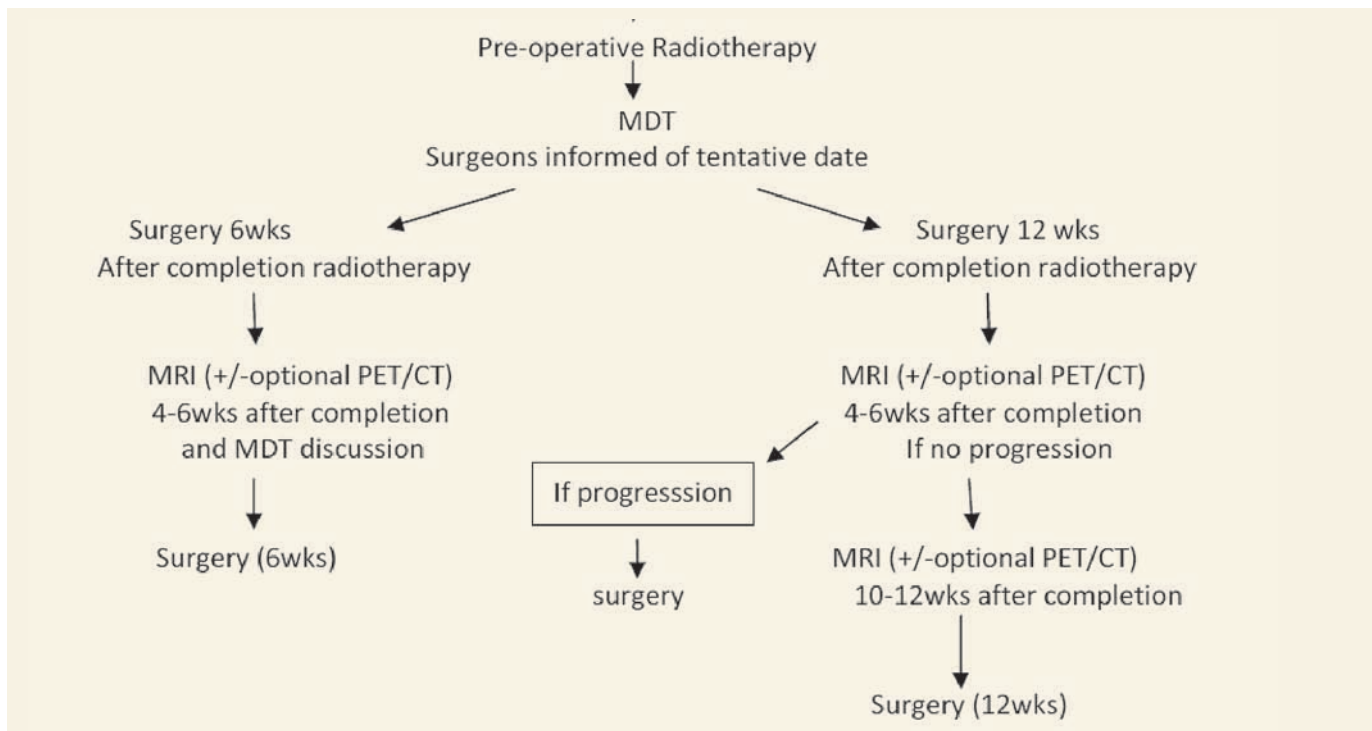 Pre-operative Radiotherapy
MDT
Surgeons informed of tentative date
Surgery 6wks
After completion radiotherapy
MRI (+/-optional PET/CT)
4-6wks after completion
and MDT discussion
Surgery (6wks)
Surgery 12 wks
After completion radiotherapy
MRI (+/-optional PET/CT)
4-6wks after completion
If no progression
If progresssion
surgery
MRI (+/-optional PET/CT)
10-12wks after completion
Surgery (12wks)